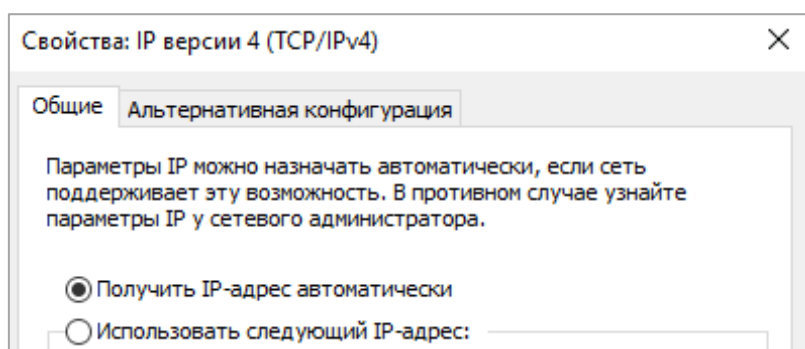 Свойства: IP версии 4 (TCP/IPv4)
Общие Альтернативная конфигурация
Параметры IP можно назначать автоматически, если сеть
поддерживает эту возможность. В противном случае узнайте
параметры IP у сетевого администратора.
Получить IP-адрес автоматически
Использовать следующий IP-адрес: